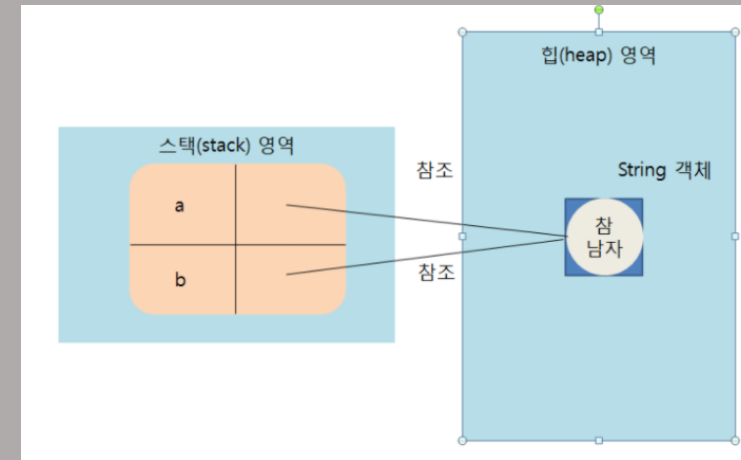 힙(heap) 영역
스택(stack) 영역
참조
String 객체
a
참
남자
b
참조